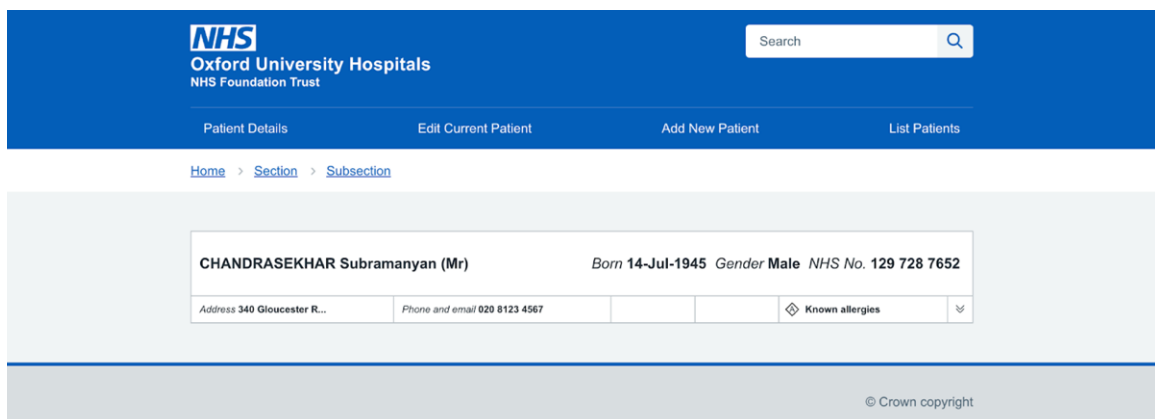 NHS
Oxford University Hospitals
NHS Foundation Trust
Search
Patient Details Edit Current Patient Add New Patient List Patients
Home > Section > Subsection
CHANDRASEKHAR Subramanyan (Mr) Born 14-Jul-1945 Gender Male NHS No. 129 728 7652
Address 340 Gloucester R... Phone and email 020 8123 4567 A Known allergies
© Crown copyright